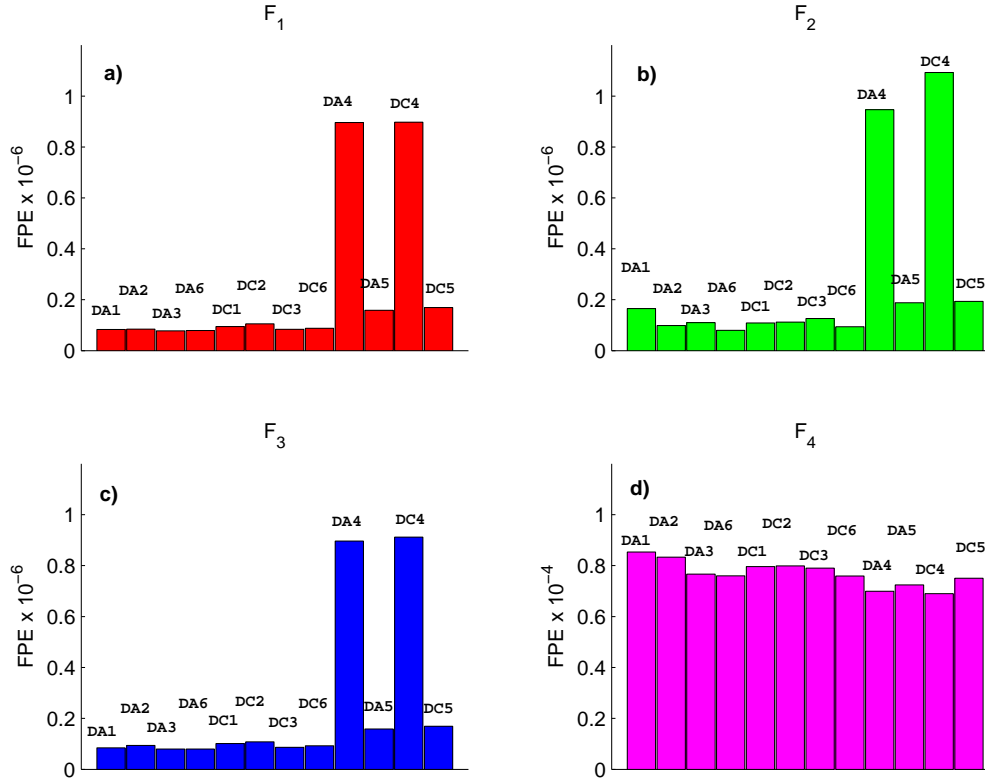 F1
a)
FPE x 10−6
1
0.8
0.6
0.4
0.2
0
DA1
DA2
DA3
DA6
DC1
DC2
DC3
DC6
DA4
DA5
DC4
DC5
F2
b)
FPE x 10−6
1
0.8
0.6
0.4
0.2
0
DA1
DA2
DA3
DA6
DC1
DC2
DC3
DC6
DA4
DA5
DC4
DC5
F3
c)
FPE x 10−6
1
0.8
0.6
0.4
0.2
0
DA1
DA2
DA3
DA6
DC1
DC2
DC3
DC6
DA4
DA5
DC4
DC5
F4
d)
FPE x 10−4
1
0.8
0.6
0.4
0.2
0
DA1
DA2
DA3
DA6
DC1
DC2
DC3
DC6
DA4
DA5
DC4
DC5